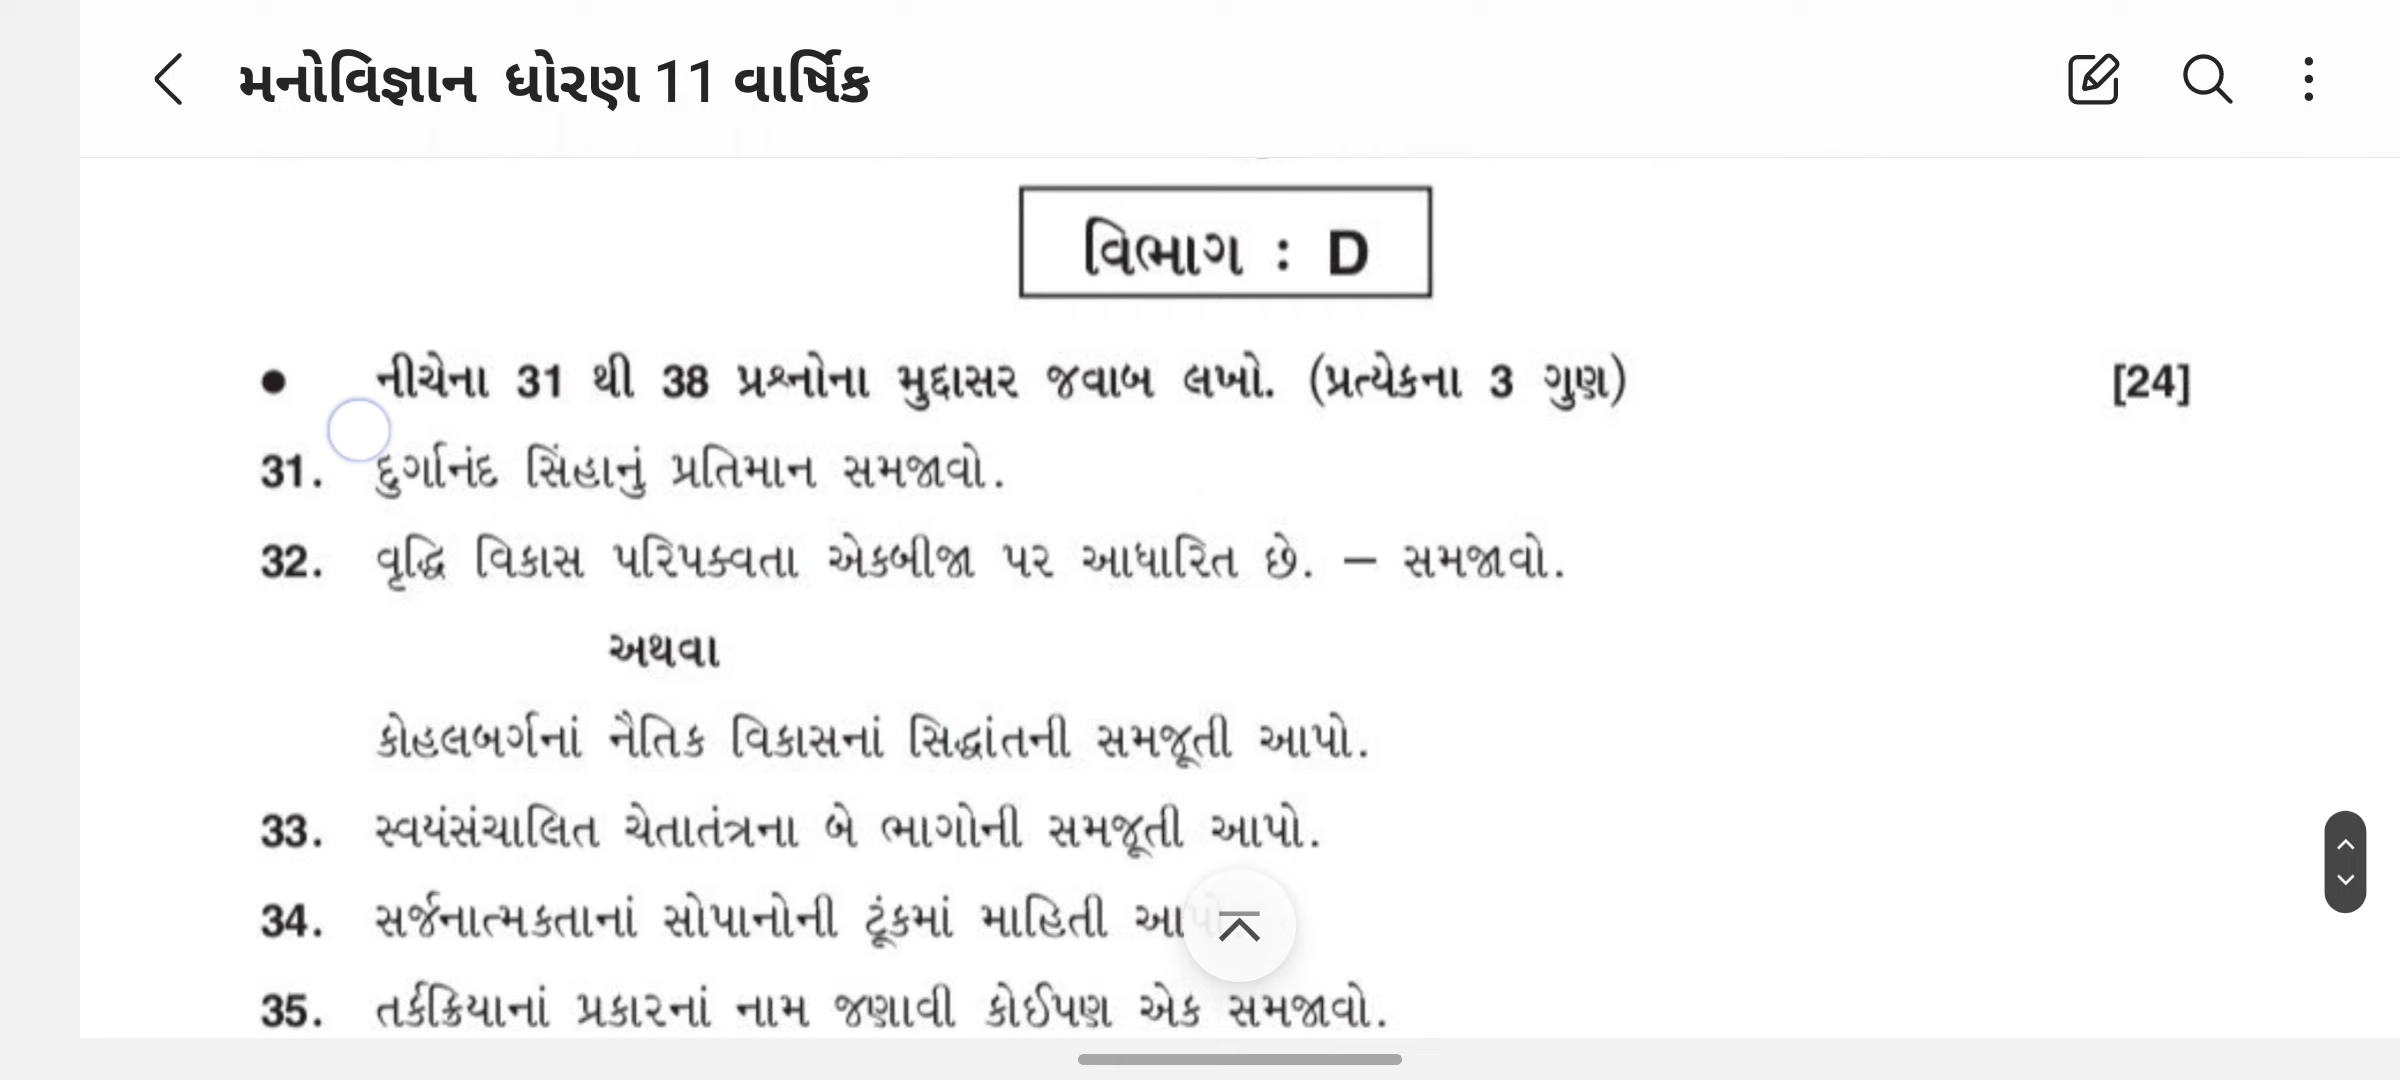 મનોવિજ્ઞાન ધોરણ 11 વાર્ષિક
વિભાગ : D
● નીચેના 31 થી 38 પ્રશ્નોના મુદ્દાસર જવાબ લખો. (પ્રત્યેકના 3 ગુણ) [24]
31. દુર્ગાનંદ સિંહાનું પ્રતિમાન સમજાવો.
32. વૃદ્ધિ વિકાસ પરિપક્વતા એકબીજા પર આધારિત છે. – સમજાવો.
અથવા
કોહલબર્ગનાં નૈતિક વિકાસનાં સિદ્ધાંતની સમજૂતી આપો.
33. સ્વયંસંચાલિત ચેતાતંત્રના બે ભાગોની સમજૂતી આપો.
34. સર્જનાત્મકતાનાં સોપાનોની ટૂંકમાં માહિતી આપો
35. તર્કક્રિયાનાં પ્રકારનાં નામ જણાવી કોઈપણ એક સમજાવો.